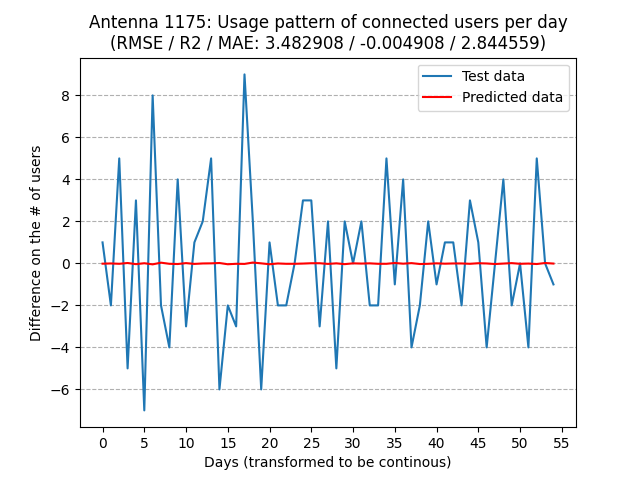 Antenna 1175: Usage pattern of connected users per day
(RMSE / R2 / MAE: 3.482908 / -0.004908 / 2.844559)
Test data
Predicted data
Difference on the # of users
8
6
4
2
0
−2
−4
−6
0 5 10 15 20 25 30 35 40 45 50 55
Days (transformed to be continous)